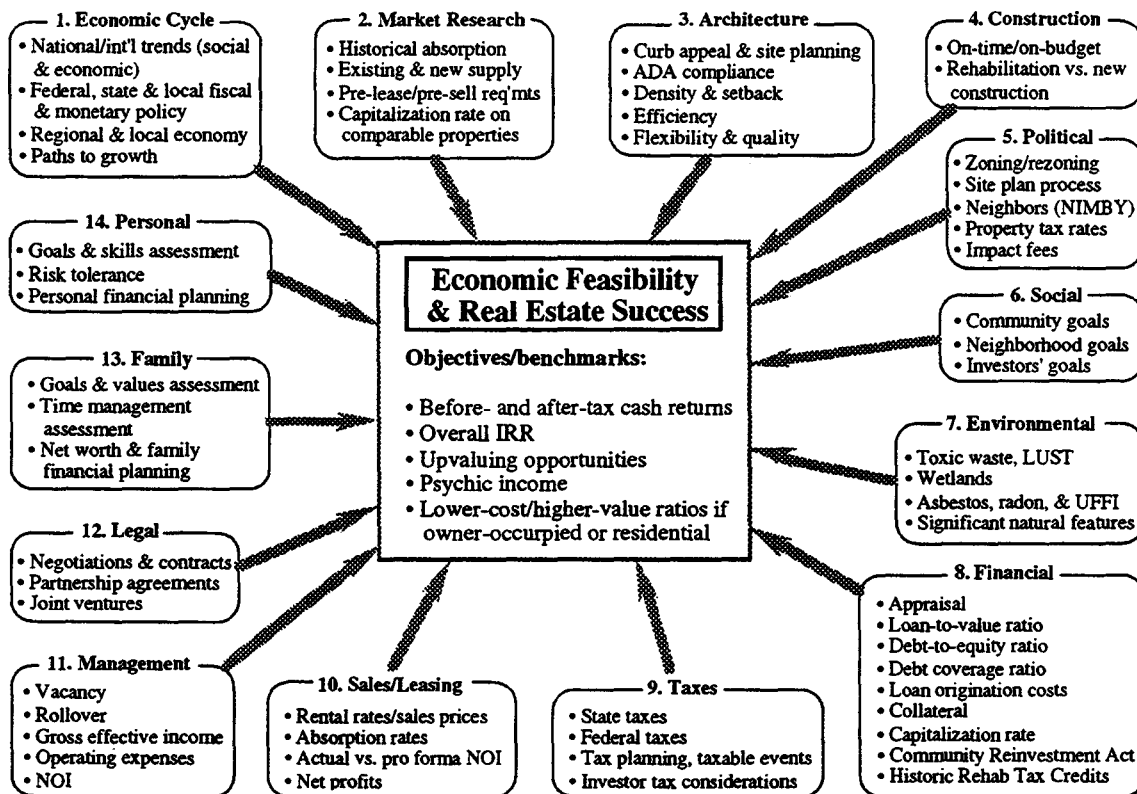 1. Economic Cycle
• National/int'l trends (social
& economic)
• Federal, state & local fiscal
& monetary policy
• Regional & local economy
• Paths to growth
2. Market Research
• Historical absorption
• Existing & new supply
• Pre-lease/pre-sell req'mts
• Capitalization rate on
comparable properties
3. Architecture
• Curb appeal & site planning
• ADA compliance
• Density & setback
• Efficiency
• Flexibility & quality
4. Construction
• On-time/on-budget
• Rehabilitation vs. new
construction
5. Political
• Zoning/rezoning
• Site plan process
• Neighbors (NIMBY)
• Property tax rates
• Impact fees
14. Personal
• Goals & skills assessment
• Risk tolerance
• Personal financial planning
Economic Feasibility
& Real Estate Success
Objectives/benchmarks:
• Before- and after-tax cash returns
• Overall IRR
• Upvaluing opportunities
• Psychic income
• Lower-cost/higher-value ratios if
owner-occurpied or residential
6. Social
• Community goals
• Neighborhood goals
• Investors' goals
13. Family
• Goals & values assessment
• Time management
assessment
• Net worth & family
financial planning
7. Environmental
• Toxic waste, LUST
• Wetlands
• Asbestos, radon, & UFFI
• Significant natural features
12. Legal
• Negotiations & contracts
• Partnership agreements
• Joint ventures
8. Financial
• Appraisal
• Loan-to-value ratio
• Debt-to-equity ratio
• Debt coverage ratio
• Loan origination costs
• Collateral
• Capitalization rate
• Community Reinvestment Act
• Historic Rehab Tax Credits
11. Management
• Vacancy
• Rollover
• Gross effective income
• Operating expenses
• NOI
10. Sales/Leasing
• Rental rates/sales prices
• Absorption rates
• Actual vs. pro forma NOI
• Net profits
9. Taxes
• State taxes
• Federal taxes
• Tax planning, taxable events
• Investor tax considerations